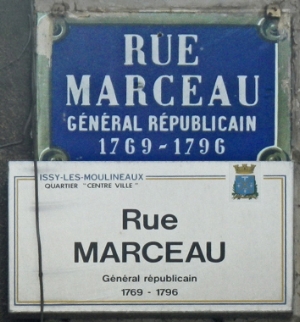 RUE
MARCEAU
GÉNÉRAL RÉPUBLICAIN
1769-1796
ISSY-LES-MOULINEAUX
QUARTIER "CENTRE VILLE"
Rue
MARCEAU
Général républicain
1769 - 1796